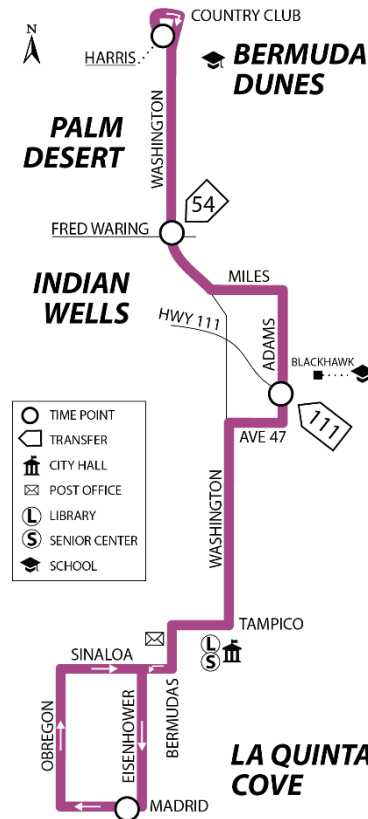 N
COUNTRY CLUB
HARRIS
BERMUDA
DUNES
WASHINGTON
PALM
DESERT
54
FRED WARING
INDIAN
WELLS
MILES
HWY 111
ADAMS
BLACKHAWK
111
AVE 47
TIME POINT
TRANSFER
CITY HALL
POST OFFICE
L LIBRARY
S SENIOR CENTER
SCHOOL
WASHINGTON
TAMPICO
L
S
SINALOA
OBREGON
EISENHOWER
BERMUDAS
MADRID
LA QUINTA
COVE